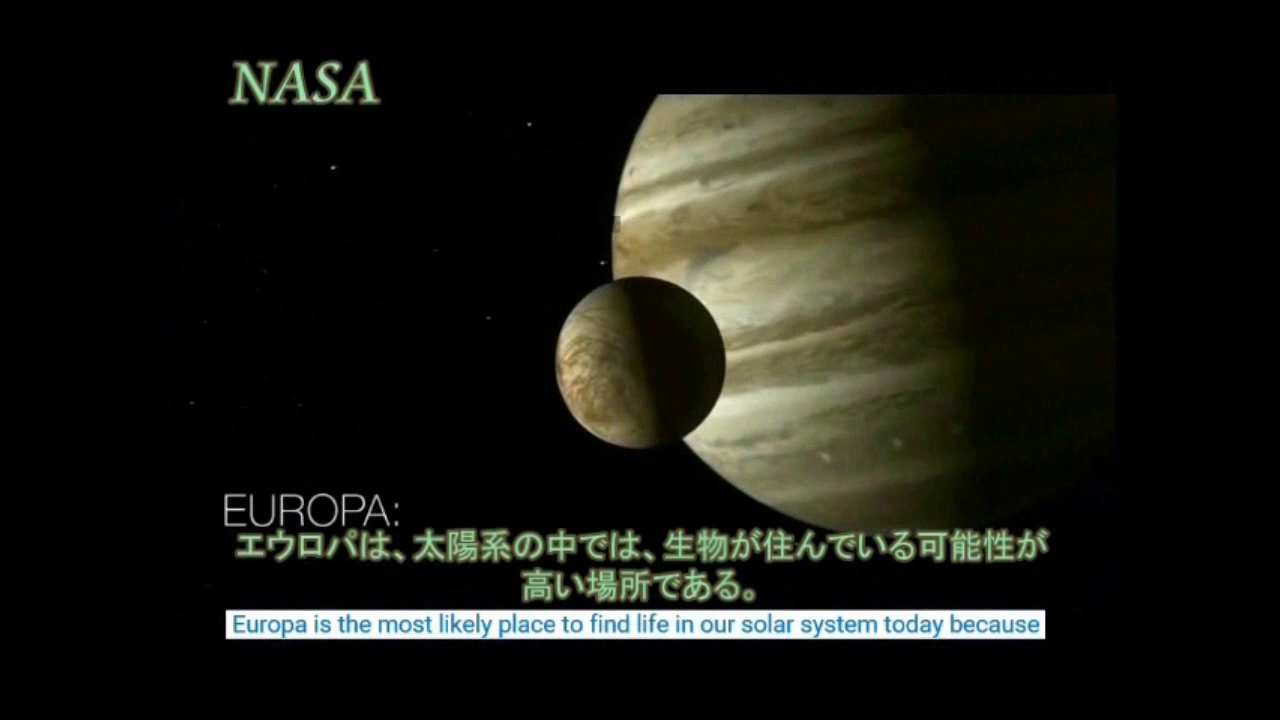 NASA
EUROPA:
エウロパは、太陽系の中では、生物が住んでいる可能性が
高い場所である。
Europa is the most likely place to find life in our solar system today because